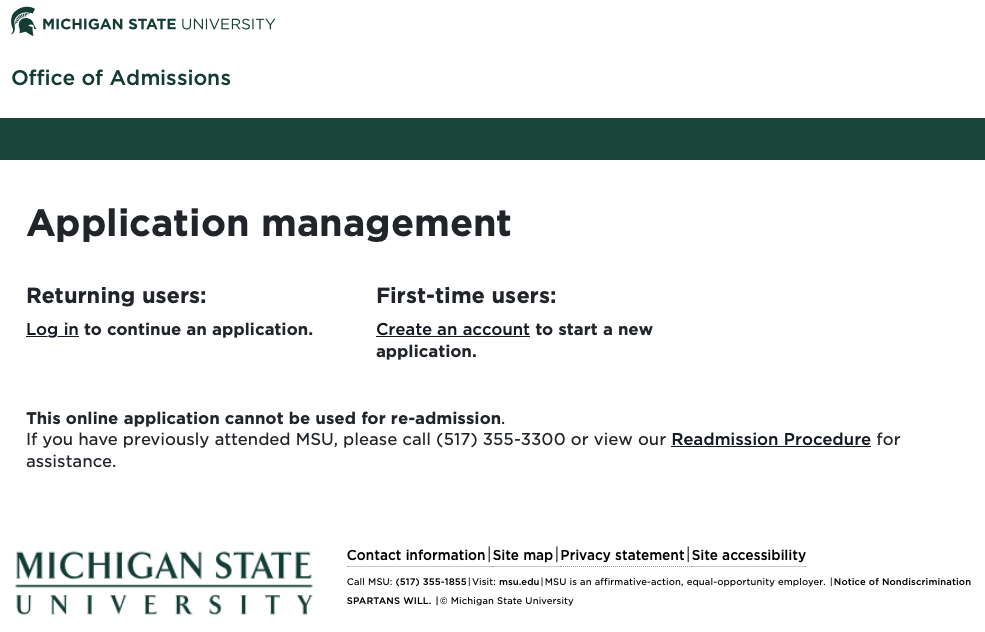 MICHIGAN STATE UNIVERSITY
Office of Admissions
Application management
Returning users:
Log in to continue an application.
First-time users:
Create an account to start a new
application.
This online application cannot be used for re-admission.
If you have previously attended MSU, please call (517) 355-3300 or view our Readmission Procedure for
assistance.
MICHIGAN STATE
UNIVERSITY
Contact information | Site map | Privacy statement | Site accessibility
Call MSU: (517) 355-1855 | Visit: msu.edu | MSU is an affirmative-action, equal-opportunity employer. | Notice of Nondiscrimination
SPARTANS WILL. | © Michigan State University